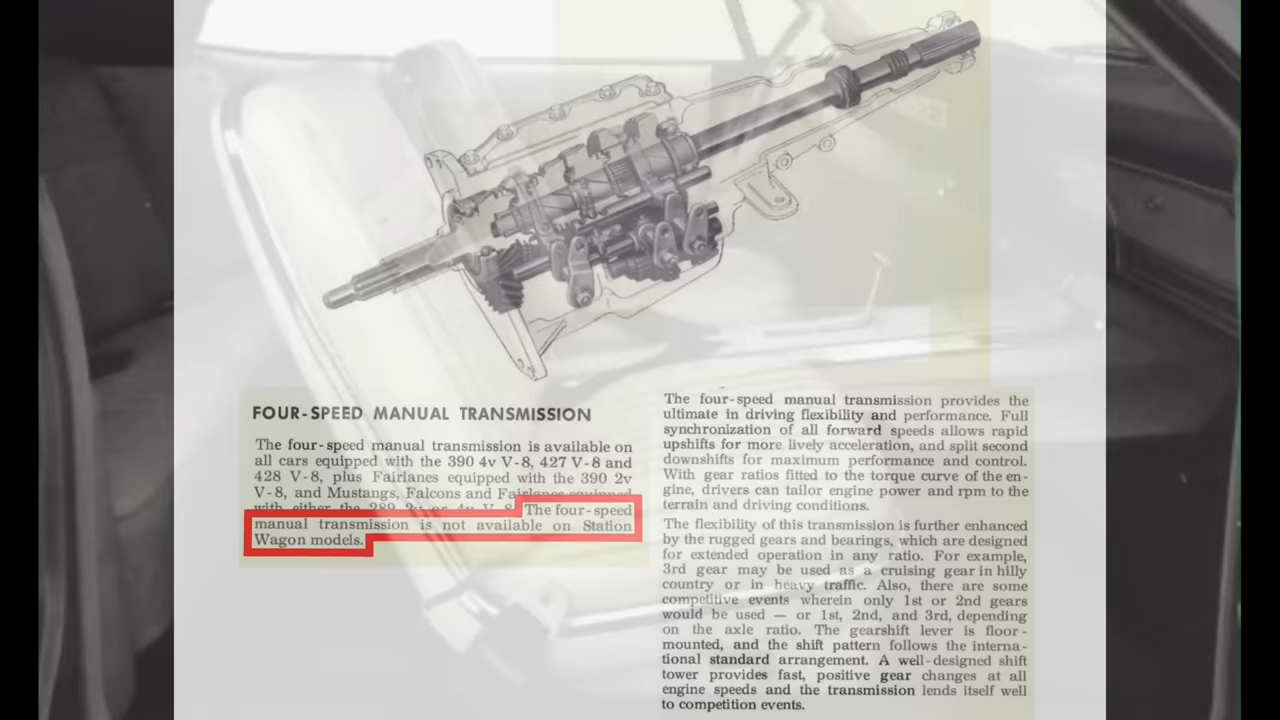 FOUR-SPEED MANUAL TRANSMISSION
The four-speed manual transmission is available on
all cars equipped with the 390 4v V-8, 427 V-8 and
428 V-8, plus Fairlanes equipped with the 390 2v
V-8, and Mustangs, Falcons and Fairlanes equipped
with either the 289 2v or 4v V-8. The four-speed
manual transmission is not available on Station
Wagon models.
The four-speed manual transmission provides the
ultimate in driving flexibility and performance. Full
synchronization of all forward speeds allows rapid
upshifts for more lively acceleration, and split second
downshifts for maximum performance and control.
With gear ratios fitted to the torque curve of the en-
gine, drivers can tailor engine power and rpm to the
terrain and driving conditions.
The flexibility of this transmission is further enhanced
by the rugged gears and bearings, which are designed
for extended operation in any ratio. For example,
3rd gear may be used as a cruising gear in hilly
country or in heavy traffic. Also, there are some
competitive events wherein only 1st or 2nd gears
would be used — or 1st, 2nd, and 3rd, depending
on the axle ratio. The gearshift lever is floor-
mounted, and the shift pattern follows the interna-
tional standard arrangement. A well-designed shift
tower provides fast, positive gear changes at all
engine speeds and the transmission lends itself well
to competition events.